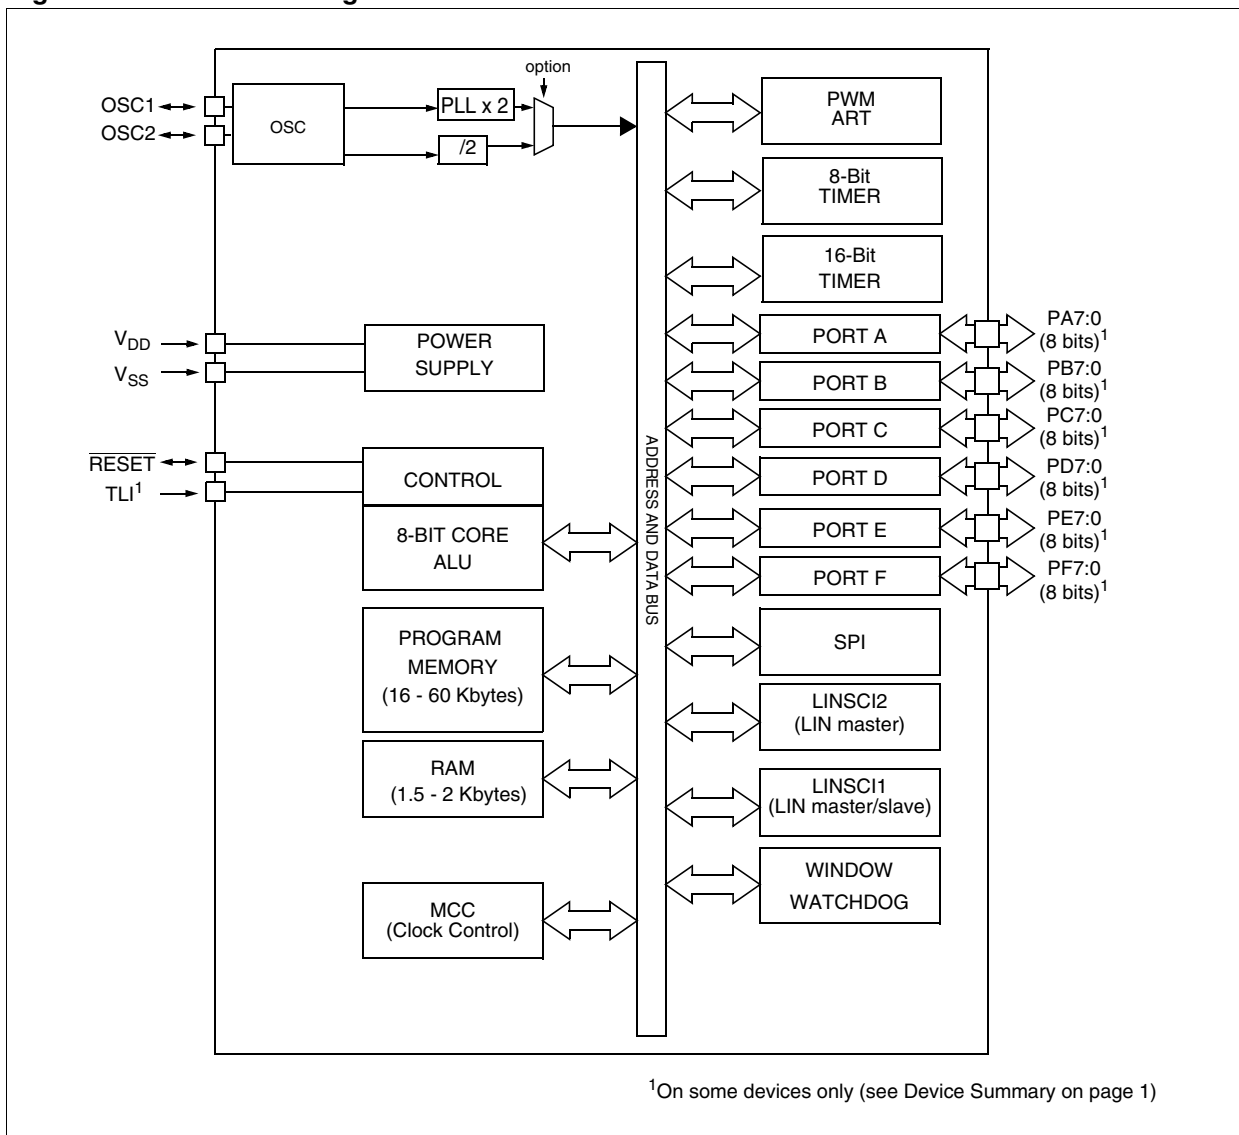 option
OSC1
OSC2
OSC
PLL x 2
/2
PWM
ART
8-Bit
TIMER
16-Bit
TIMER
VDD
VSS
POWER
SUPPLY
RESET
TLI1
CONTROL
8-BIT CORE
ALU
PROGRAM
MEMORY
(16 - 60 Kbytes)
RAM
(1.5 - 2 Kbytes)
MCC
(Clock Control)
ADDRESS AND DATA BUS
PORT A
PA7:0
(8 bits)1
PORT B
PB7:0
(8 bits)1
PORT C
PC7:0
(8 bits)1
PORT D
PD7:0
(8 bits)1
PORT E
PE7:0
(8 bits)1
PORT F
PF7:0
(8 bits)1
SPI
LINSCI2
(LIN master)
LINSCI1
(LIN master/slave)
WINDOW
WATCHDOG
1On some devices only (see Device Summary on page 1)